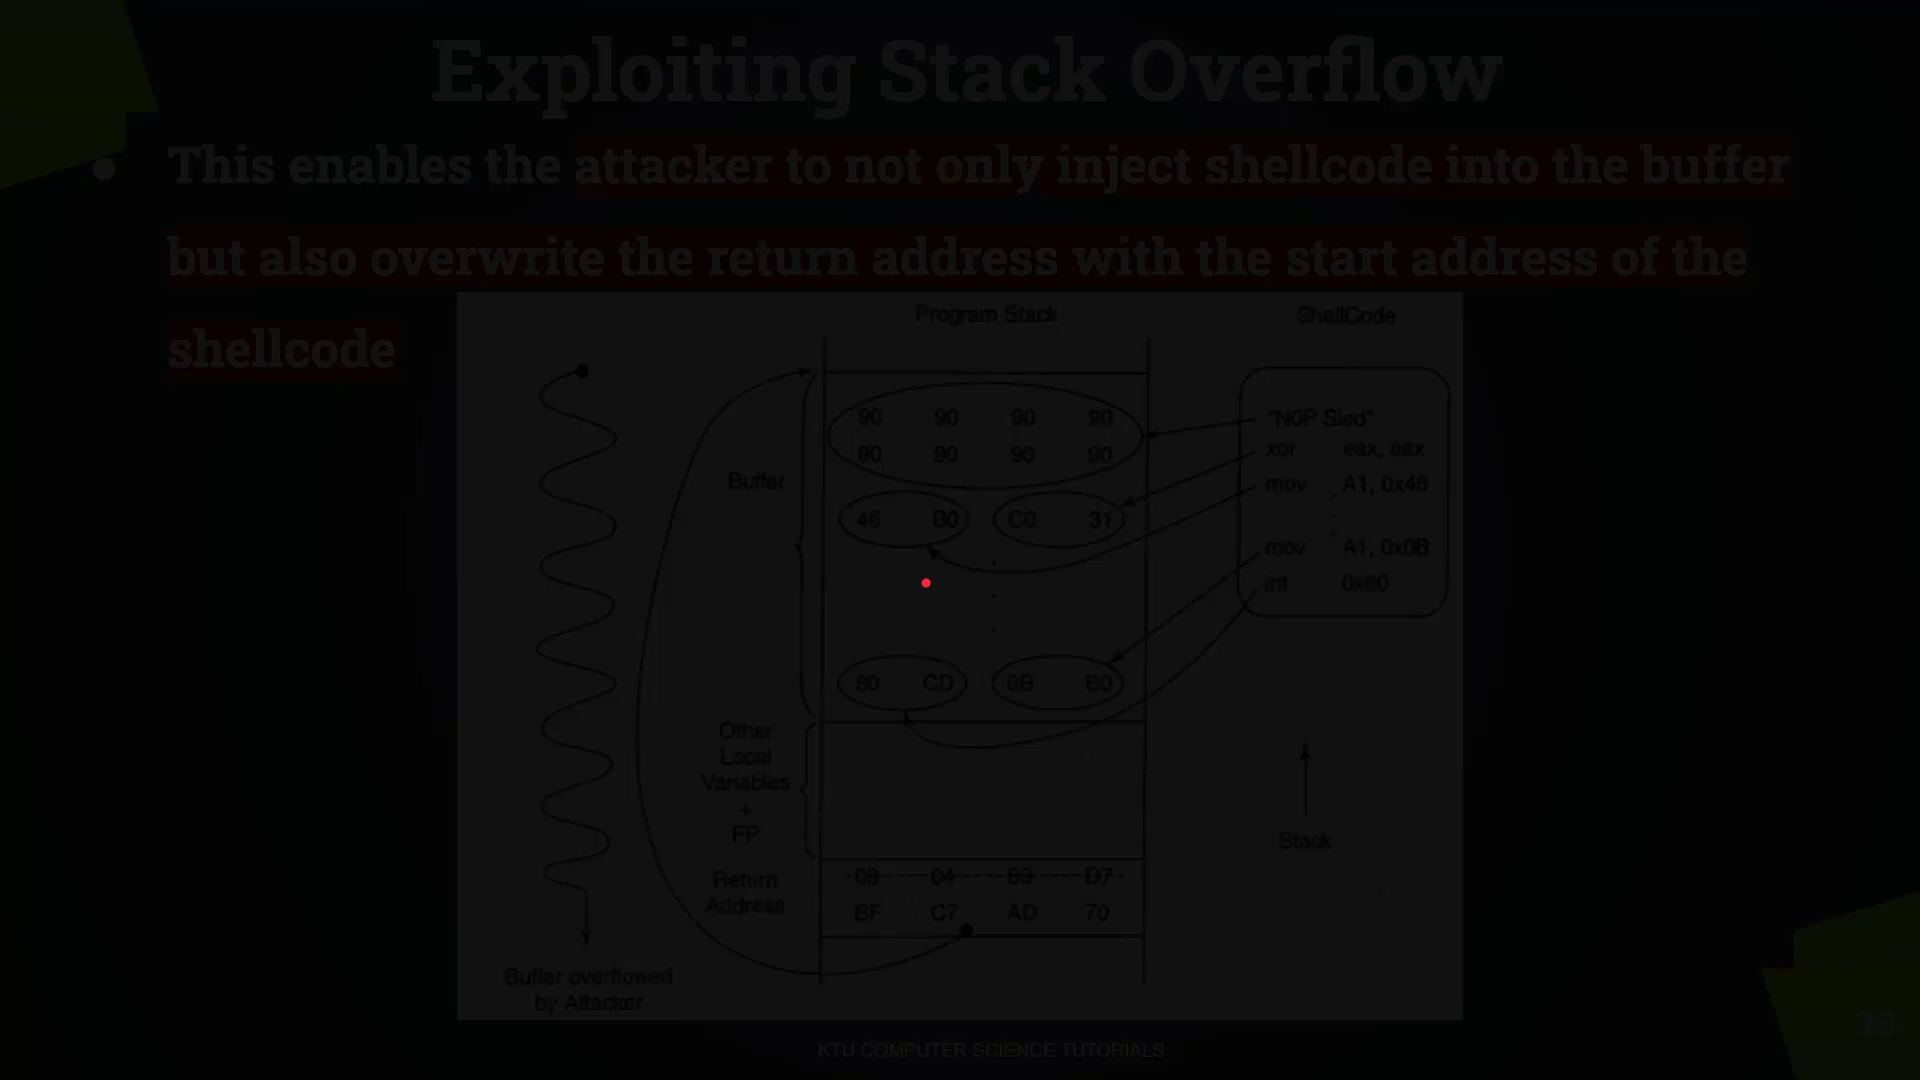 Exploiting Stack Overflow
● This enables the attacker to not only inject shellcode into the buffer
but also overwrite the return address with the start address of the
shellcode
Program Stack
ShellCode
90 90 90 90
90 90 90 90
Buffer
46 B0 C0 31
80 CD 0B B0
"N0P Sled"
xor eax, eax
mov A1, 0x46
mov A1, 0x0B
int 0x80
Other
Local
Variables
+
FP
Stack
Return
Address
08 04 83 D7
BF C7 AD 70
Buffer overflowed
by Attacker
KTU COMPUTER SCIENCE TUTORIALS
28